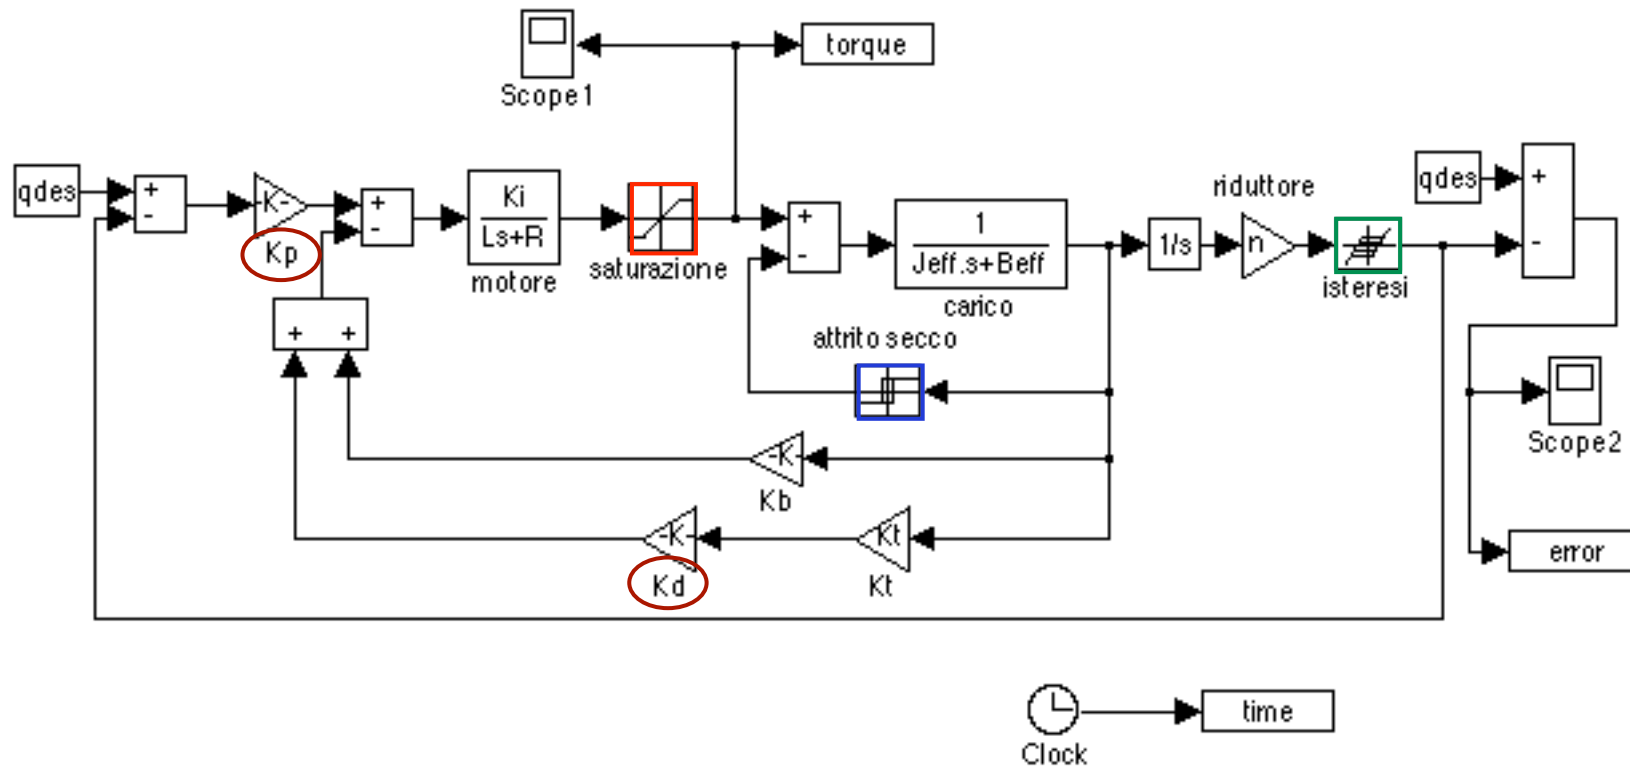 torque
Scope1
qdes
+
-
-K-
Kp
+
-
Ki
Ls+R
motore
saturazione
+
-
1
Jeff.s+Beff
carico
1/s
riduttore
n
isteresi
qdes
+
-
attrito secco
+ +
Scope2
-K-
Kb
-K-
Kd
Kt
Kt
error
time
Clock